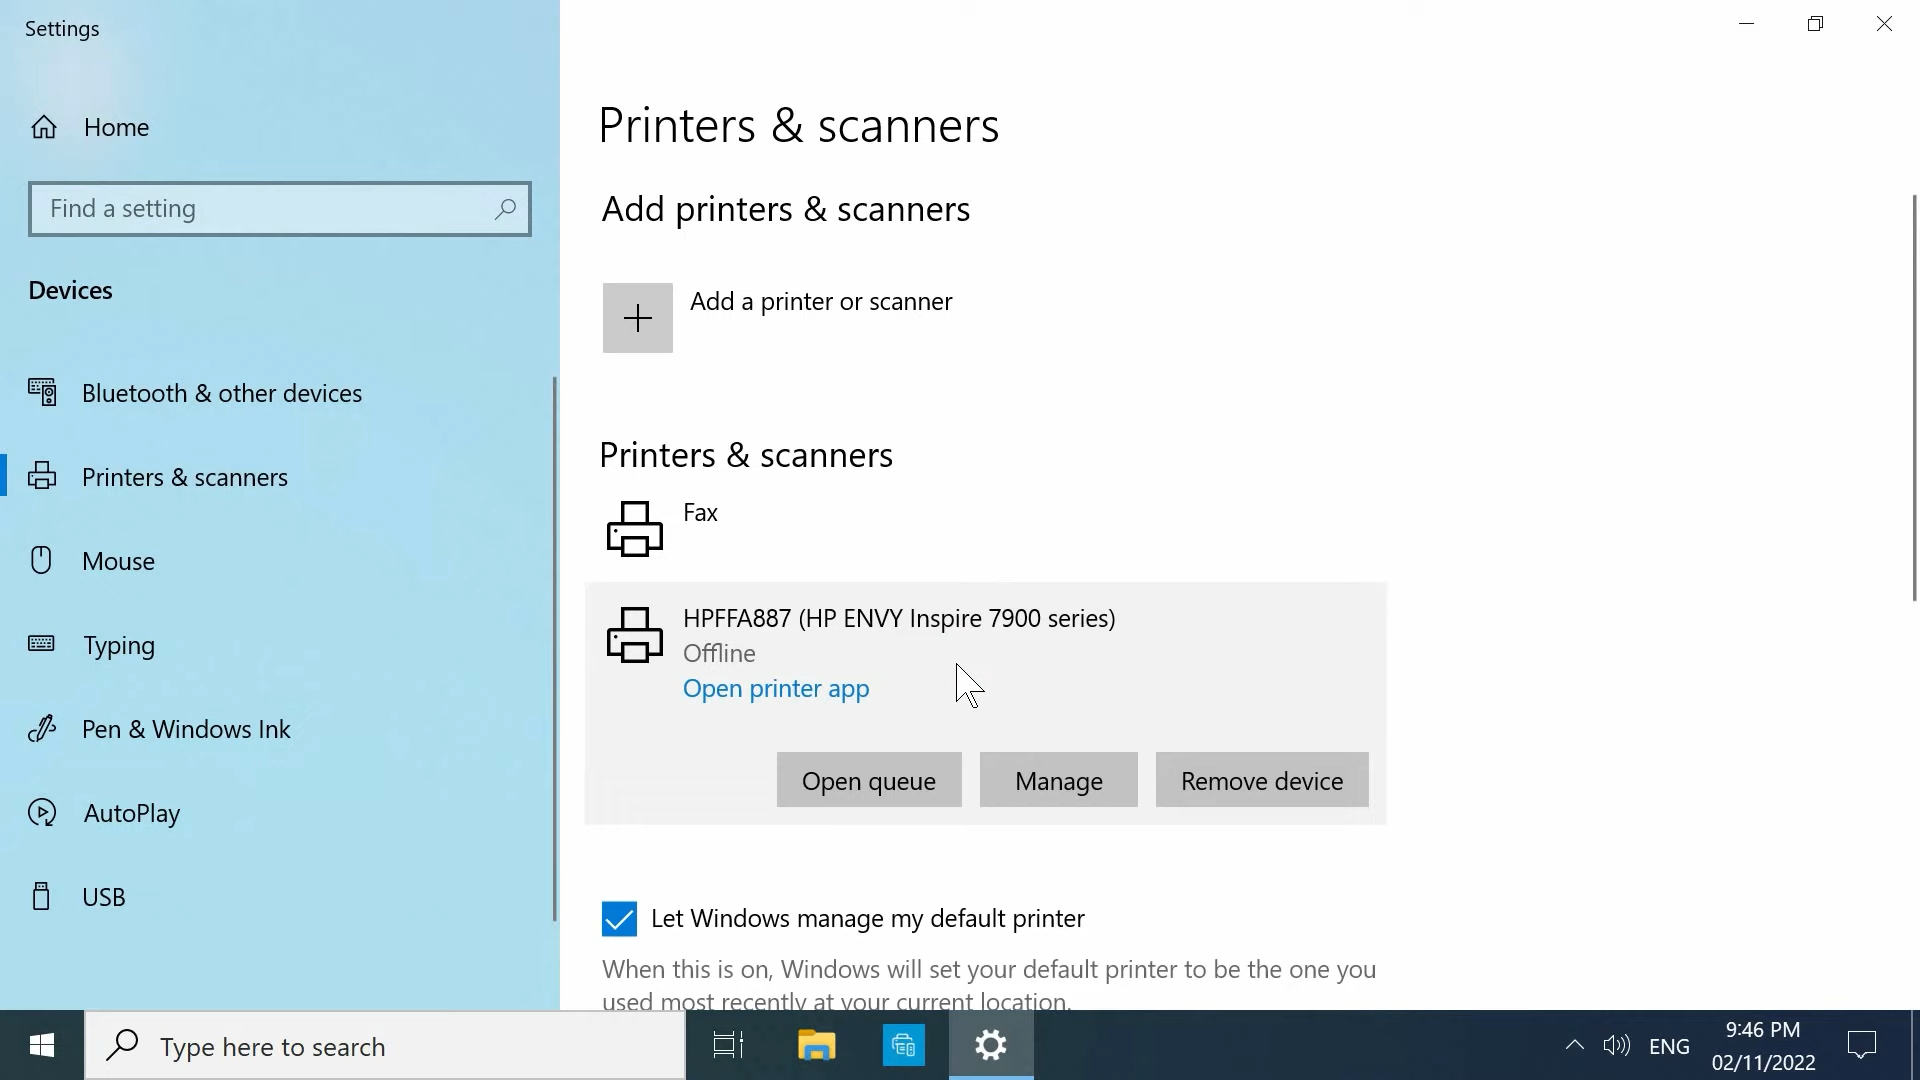 Settings
Home
Find a setting
Devices
Bluetooth & other devices
Printers & scanners
Mouse
Typing
Pen & Windows Ink
AutoPlay
USB
Printers & scanners
Add printers & scanners
Add a printer or scanner
Printers & scanners
Fax
HPFFA887 (HP ENVY Inspire 7900 series)
Offline
Open printer app
Open queue
Manage
Remove device
Let Windows manage my default printer
When this is on, Windows will set your default printer to be the one you
used most recently at your current location.
Type here to search
ENG
9:46 PM
02/11/2022